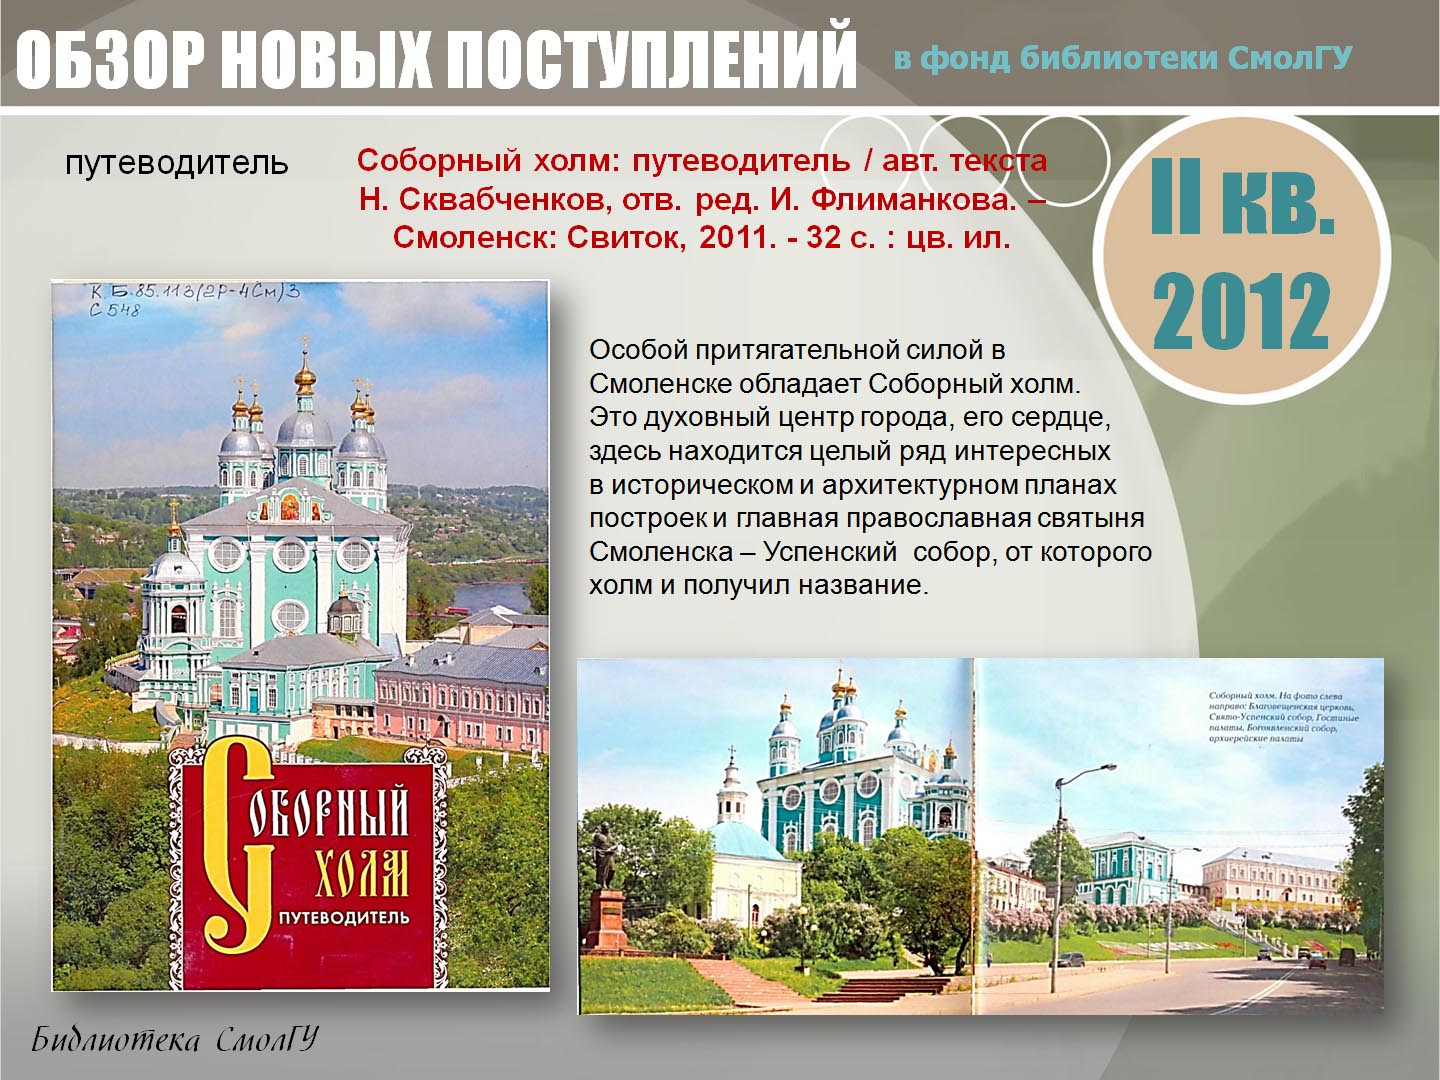 ОБЗОР НОВЫХ ПОСТУПЛЕНИЙ в фонд библиотеки СмолГУ
путеводитель
Соборный холм: путеводитель / авт. текста
Н. Сквабченков, отв. ред. И. Флиманкова. –
Смоленск: Свиток, 2011. - 32 с. : цв. ил.
II кв.
2012
К.Б.85.113(2Р-4См)3
С 548
Особой притягательной силой в
Смоленске обладает Соборный холм.
Это духовный центр города, его сердце,
здесь находится целый ряд интересных
в историческом и архитектурном планах
построек и главная православная святыня
Смоленска – Успенский собор, от которого
холм и получил название.
СОБОРНЫЙ
ХОЛМ
ПУТЕВОДИТЕЛЬ
Соборный холм. На фото слева
направо: Благовещенская церковь,
Свято-Успенский собор, Гостиные
палаты, Богоявленский собор,
архиерейские палаты
Библиотека СмолГУ